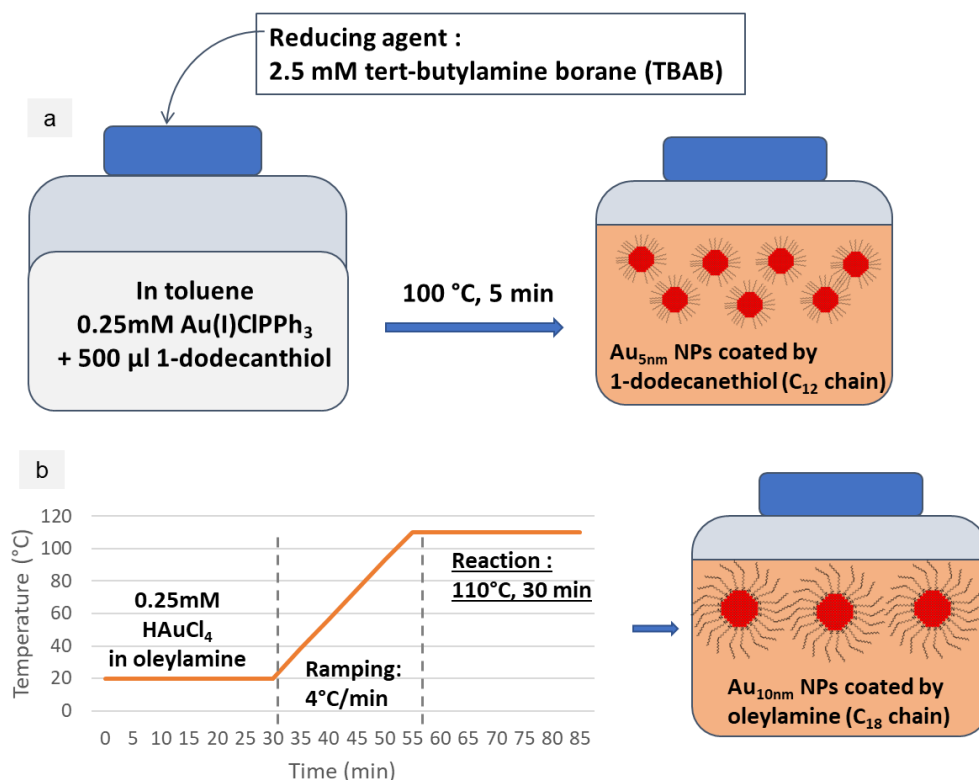 Reducing agent :
2.5 mM tert-butylamine borane (TBAB)
a
In toluene
0.25mM Au(I)ClPPh₃
+ 500 µl 1-dodecanthiol
100 °C, 5 min
Au₅ₙₘ NPs coated by
1-dodecanethiol (C₁₂ chain)
b
Temperature (°C)
120
100
80
60
40
20
0
0.25mM
HAuCl₄
in oleylamine
Ramping:
4°C/min
Reaction :
110°C, 30 min
0 5 10 15 20 25 30 35 40 45 50 55 60 65 70 75 80 85
Time (min)
Au₁₀ₙₘ NPs coated by
oleylamine (C₁₈ chain)